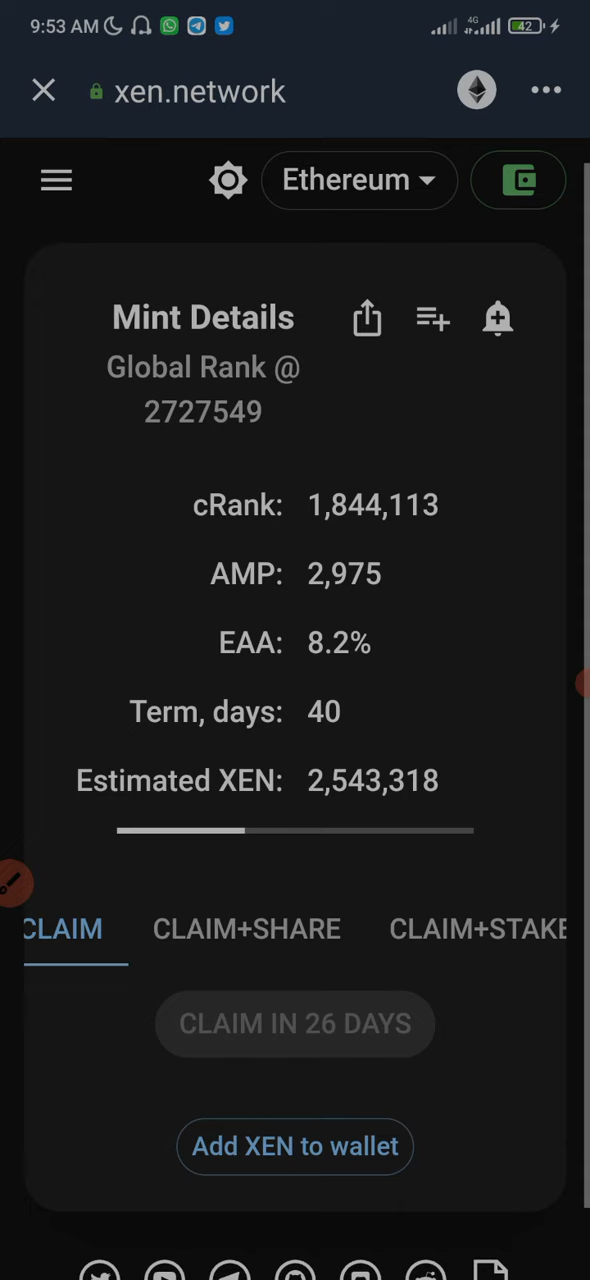 9:53 AM 4G 42
xen.network
Ethereum
Mint Details
Global Rank @
2727549
cRank: 1,844,113
AMP: 2,975
EAA: 8.2%
Term, days: 40
Estimated XEN: 2,543,318
CLAIM CLAIM+SHARE CLAIM+STAKE
CLAIM IN 26 DAYS
Add XEN to wallet